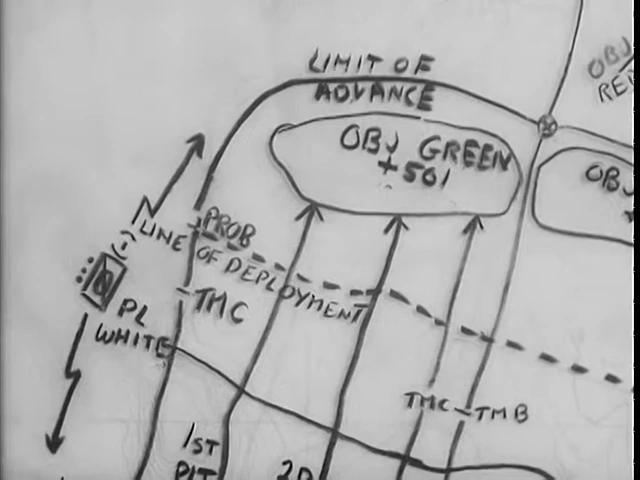 LIMIT OF
ADVANCE
OBJ
RE
OBJ GREEN
+501
OBJ
N
PROB
LINE
OF DEPLOYMENT
TMC
PL
WHITE
TMC
TMB
1ST
PLT
2D